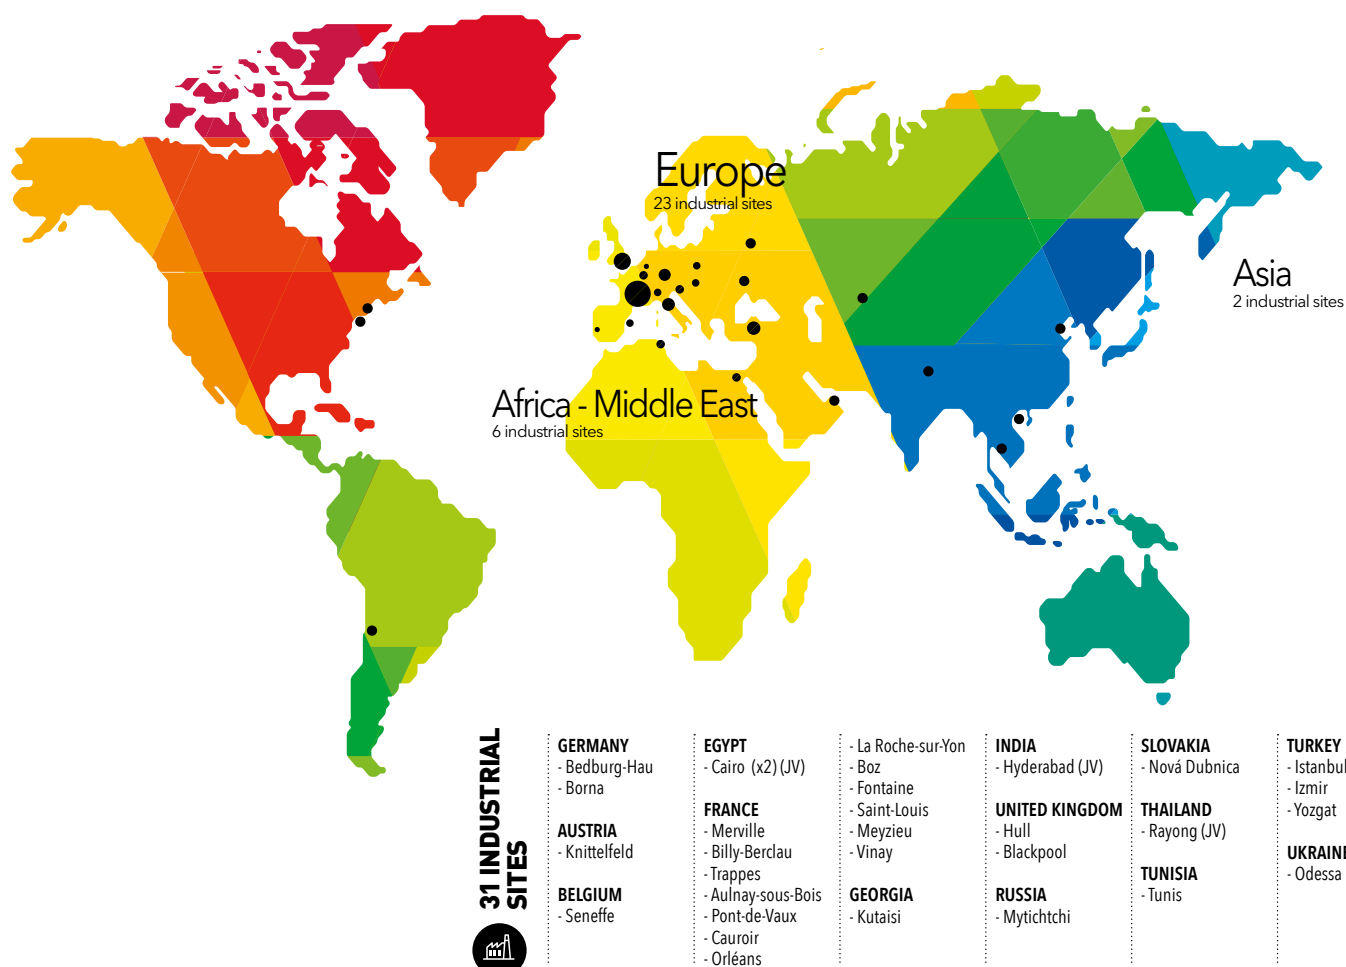 Europe
23 industrial sites
Asia
2 industrial sites
Africa - Middle East
6 industrial sites
31 INDUSTRIAL
SITES
GERMANY
- Bedburg-Hau
- Borna
AUSTRIA
- Knittelfeld
BELGIUM
- Seneffe
EGYPT
- Cairo (x2) (JV)
FRANCE
- Merville
- Billy-Berclau
- Trappes
- Aulnay-sous-Bois
- Pont-de-Vaux
- Cauroir
- Orléans
- La Roche-sur-Yon
- Boz
- Fontaine
- Saint-Louis
- Meyzieu
- Vinay
GEORGIA
- Kutaisi
INDIA
- Hyderabad (JV)
UNITED KINGDOM
- Hull
- Blackpool
RUSSIA
- Mytichtchi
SLOVAKIA
- Nová Dubnica
THAILAND
- Rayong (JV)
TUNISIA
- Tunis
TURKEY
- Istanbul
- Izmir
- Yozgat
UKRAINE
- Odessa